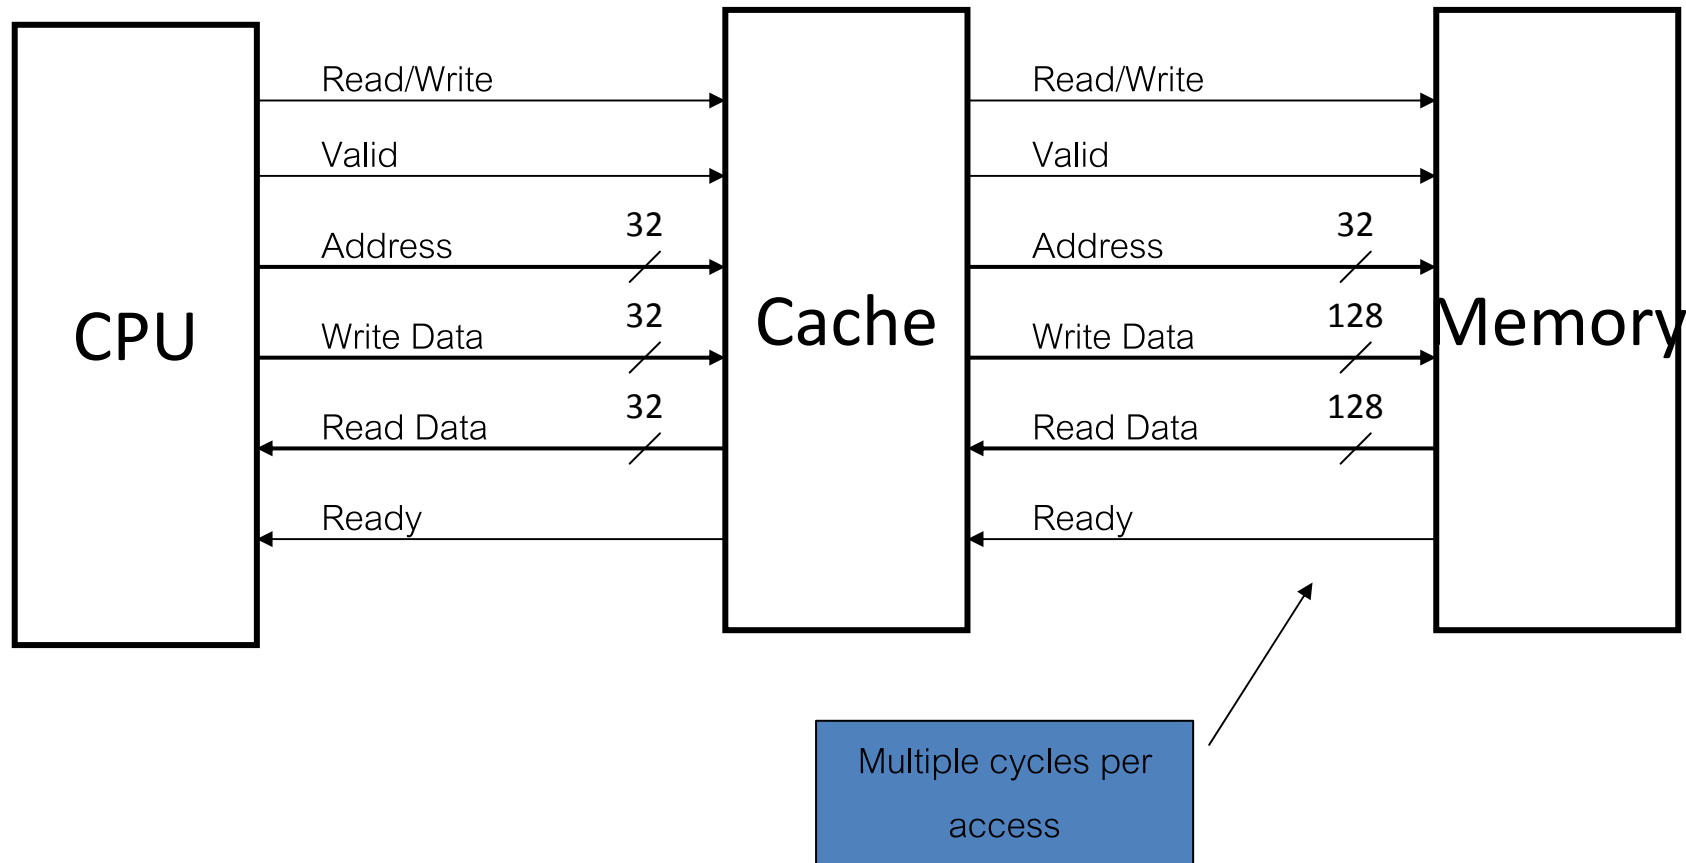 Read/Write
Read/Write
Valid
Valid
32
32
Address
Address
CPU
Cache
Memory
32
128
Write Data
Write Data
32
128
Read Data
Read Data
Ready
Ready
Multiple cycles per
access